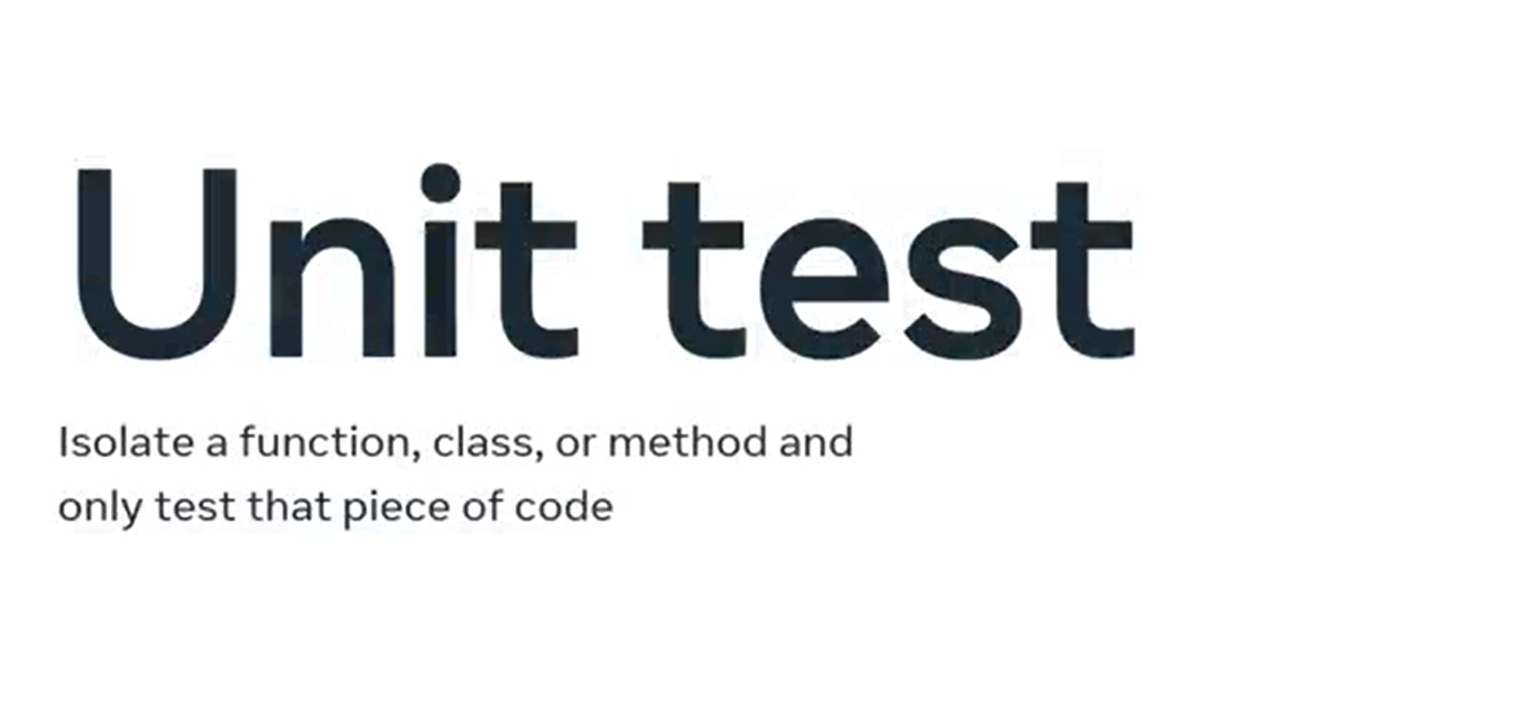 Unit test
Isolate a function, class, or method and
only test that piece of code